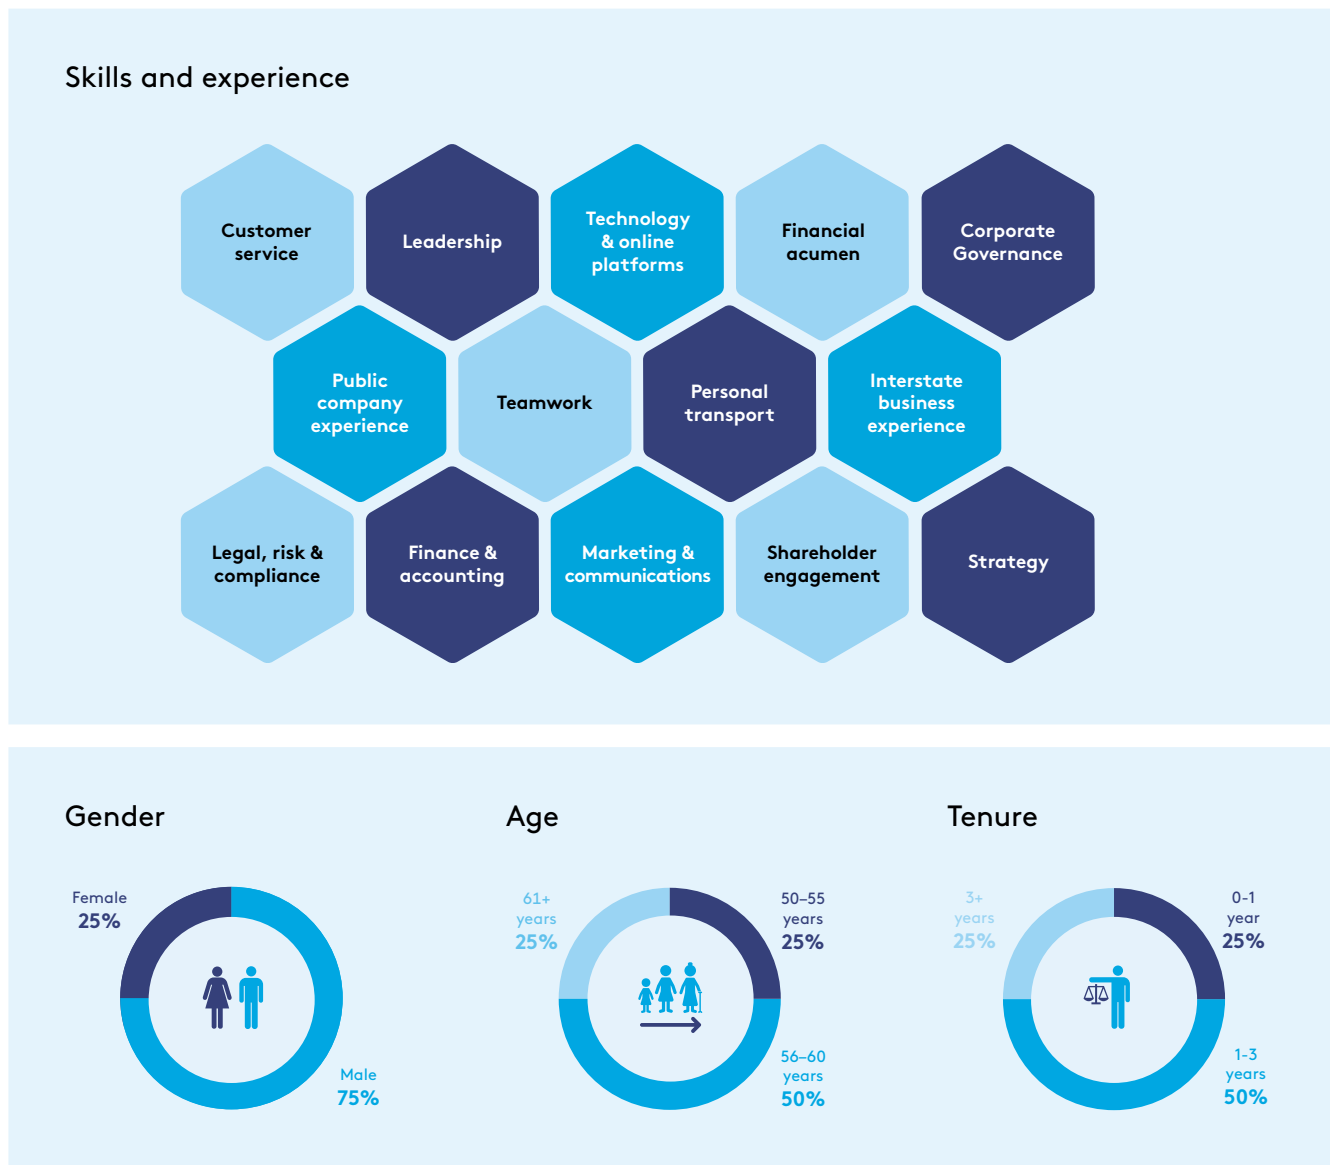 Skills and experience
Customer
service
Leadership
Technology
& online
platforms
Financial
acumen
Corporate
Governance
Public
company
experience
Teamwork
Personal
transport
Interstate
business
experience
Legal, risk &
compliance
Finance &
accounting
Marketing &
communications
Shareholder
engagement
Strategy
Gender
Female
25%
Male
75%
Age
61+
years
25%
50–55
years
25%
56–60
years
50%
Tenure
3+
years
25%
0-1
year
25%
1-3
years
50%